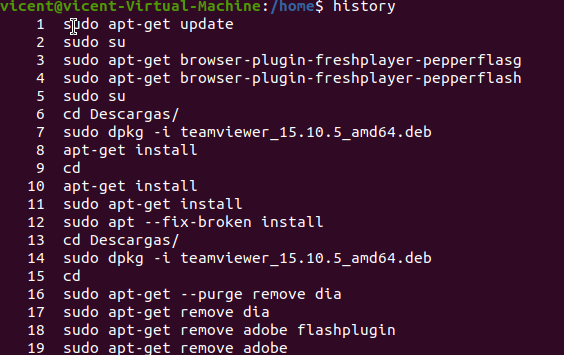 vicent@vicent-Virtual-Machine:/home$ history
1 sudo apt-get update
2 sudo su
3 sudo apt-get browser-plugin-freshplayer-pepperflasg
4 sudo apt-get browser-plugin-freshplayer-pepperflash
5 sudo su
6 cd Descargas/
7 sudo dpkg -i teamviewer_15.10.5_amd64.deb
8 apt-get install
9 cd
10 apt-get install
11 sudo apt-get install
12 sudo apt --fix-broken install
13 cd Descargas/
14 sudo dpkg -i teamviewer_15.10.5_amd64.deb
15 cd
16 sudo apt-get --purge remove dia
17 sudo apt-get remove dia
18 sudo apt-get remove adobe flashplugin
19 sudo apt-get remove adobe